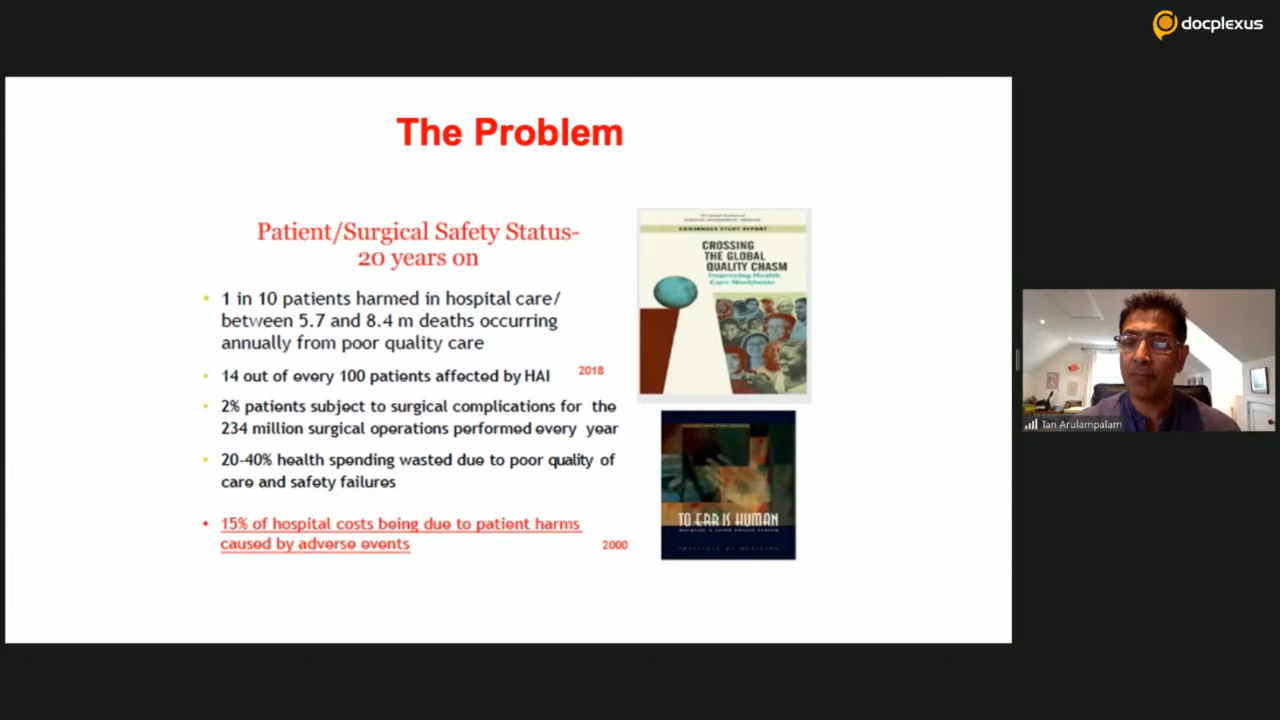 docplexus
The Problem
Patient/Surgical Safety Status-
20 years on
• 1 in 10 patients harmed in hospital care/
between 5.7 and 8.4 m deaths occurring
annually from poor quality care
• 14 out of every 100 patients affected by HAI
2018
• 2% patients subject to surgical complications for the
234 million surgical operations performed every year
• 20-40% health spending wasted due to poor quality of
care and safety failures
• 15% of hospital costs being due to patient harms
caused by adverse events
2000
CONSENSUS STUDY REPORT
CROSSING
THE GLOBAL
QUALITY CHASM
Improving Health
Care Worldwide
TO ERR IS HUMAN
INSTITUTE OF MEDICINE
Tan Arulampalam